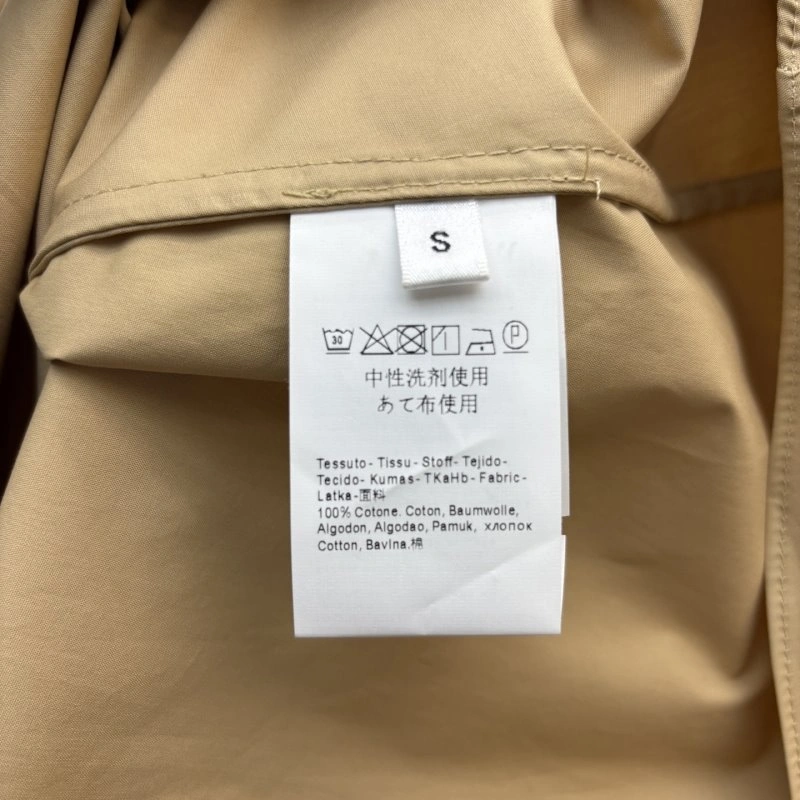 S
30
P
中性洗剤使用
あて布使用
Tessuto- Tissu- Stoff- Tejido-
Tecido- Kumas- TKaHb- Fabric-
Latka-面料
100% Cotone. Coton, Baumwolle,
Algodon, Algodao, Pamuk, хлопок
Cotton, Bavlna.棉